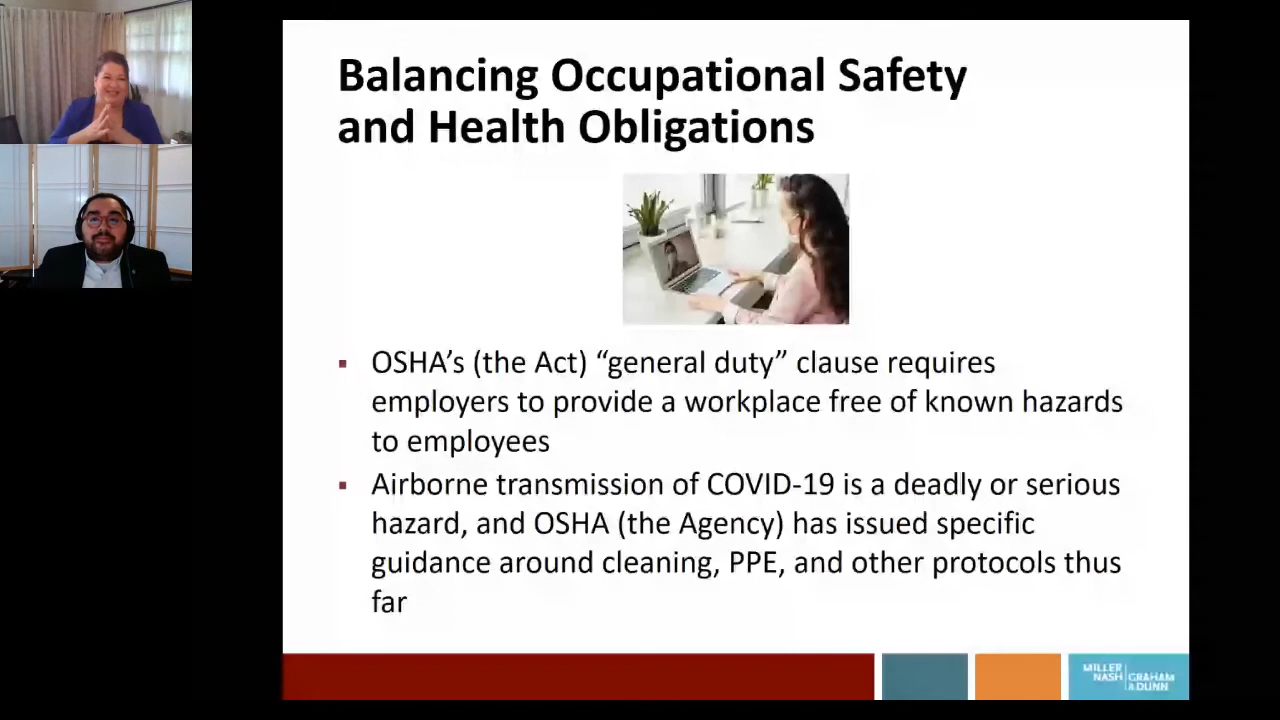 Balancing Occupational Safety
and Health Obligations
▪ OSHA’s (the Act) “general duty” clause requires
employers to provide a workplace free of known hazards
to employees
▪ Airborne transmission of COVID-19 is a deadly or serious
hazard, and OSHA (the Agency) has issued specific
guidance around cleaning, PPE, and other protocols thus
far
MILLER
NASH
GRAHAM
& DUNN